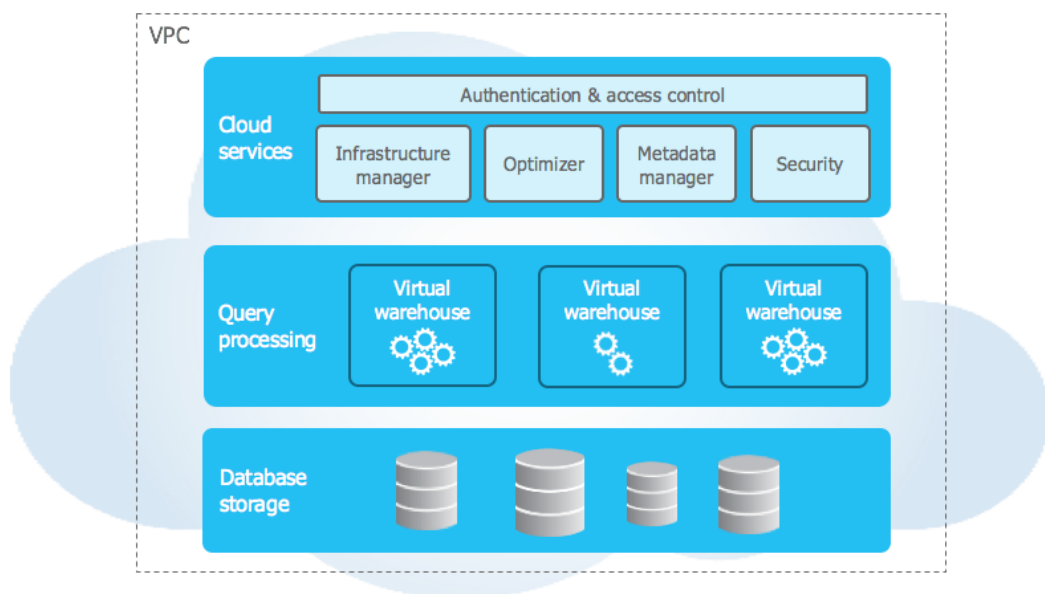 VPC
Authentication & access control
Cloud
services
Infrastructure
manager
Optimizer
Metadata
manager
Security
Query
processing
Virtual
warehouse
Virtual
warehouse
Virtual
warehouse
Database
storage